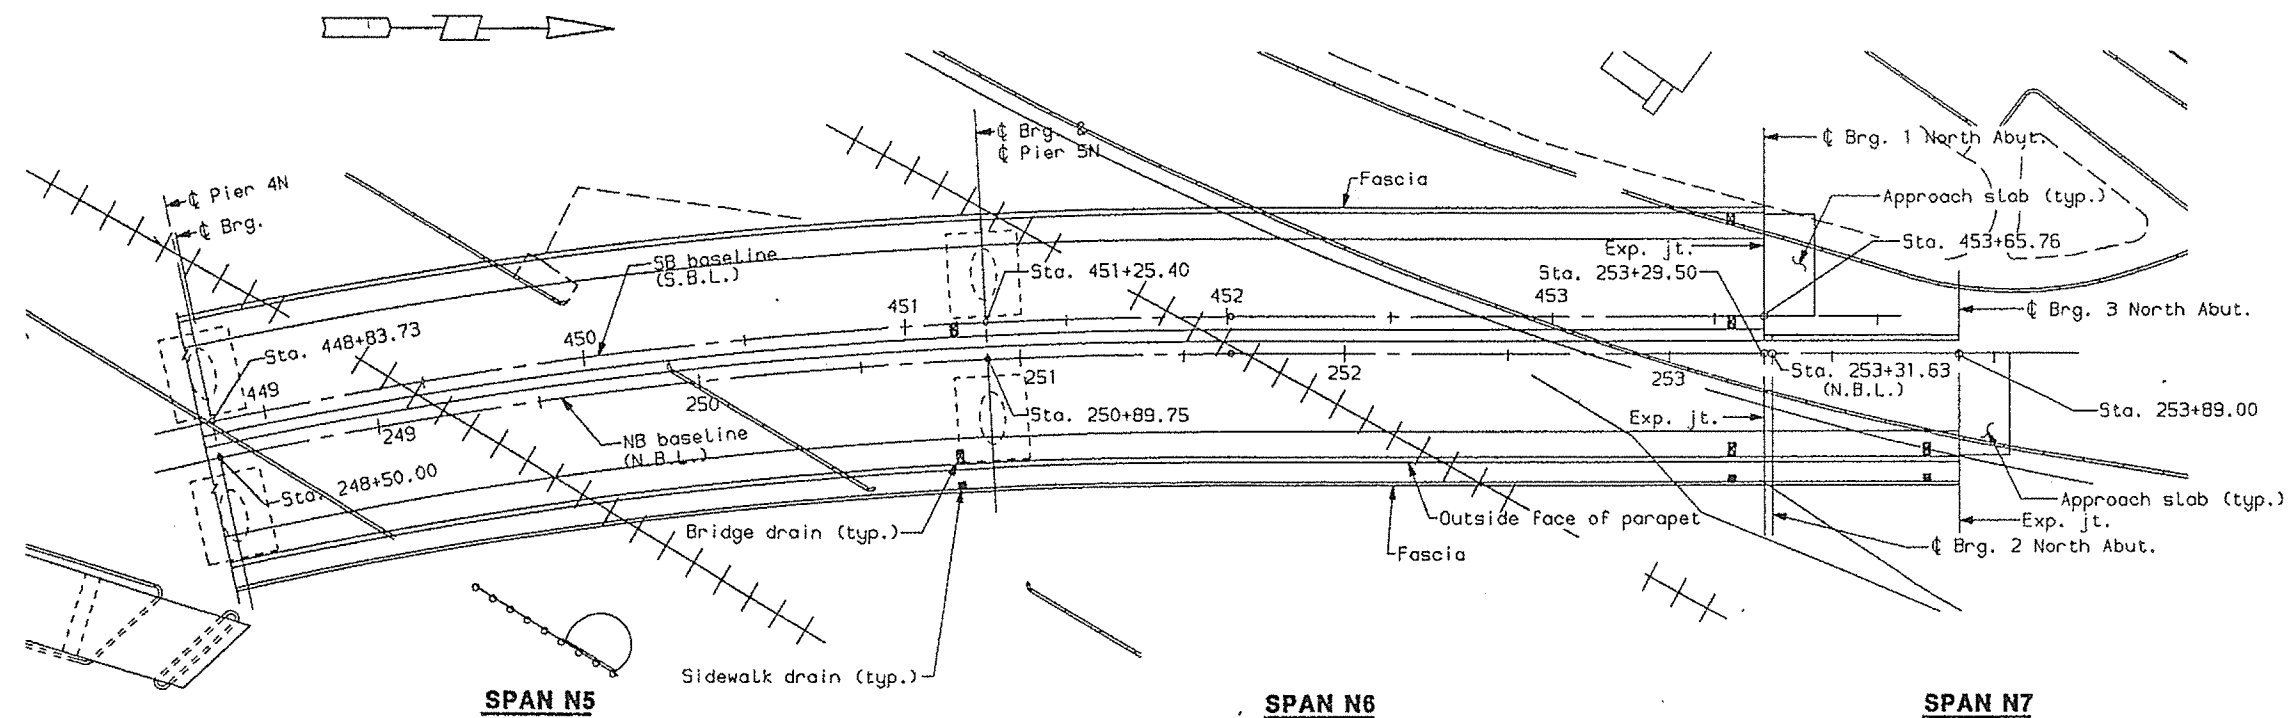 N
℄ Brg. &
℄ Pier 5N
℄ Brg. 1 North Abut.
℄ Pier 4N
℄ Brg.
Fascia
Approach slab (typ.)
SB baseline
(S.B.L.)
Exp. jt.
Sta. 453+65.76
Sta. 451+25.40
Sta. 253+29.50
451
452
453
℄ Brg. 3 North Abut.
Sta. 448+83.73
450
449
251
252
253
Sta. 253+31.63
(N.B.L.)
250
Sta. 253+89.00
Sta. 250+89.75
Exp. jt.
249
NB baseline
(N.B.L.)
Sta. 248+50.00
Approach slab (typ.)
Bridge drain (typ.)
Outside face of parapet
Exp. jt.
Fascia
℄ Brg. 2 North Abut.
Sidewalk drain (typ.)
SPAN N5
SPAN N6
SPAN N7